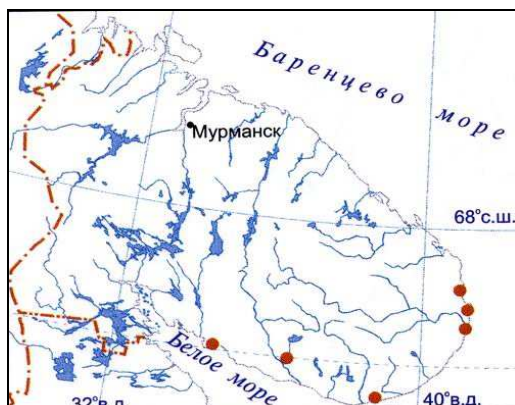 Баренцево море
Мурманск
68°с.ш.
Белое море
32°в.д.
40°в.д.